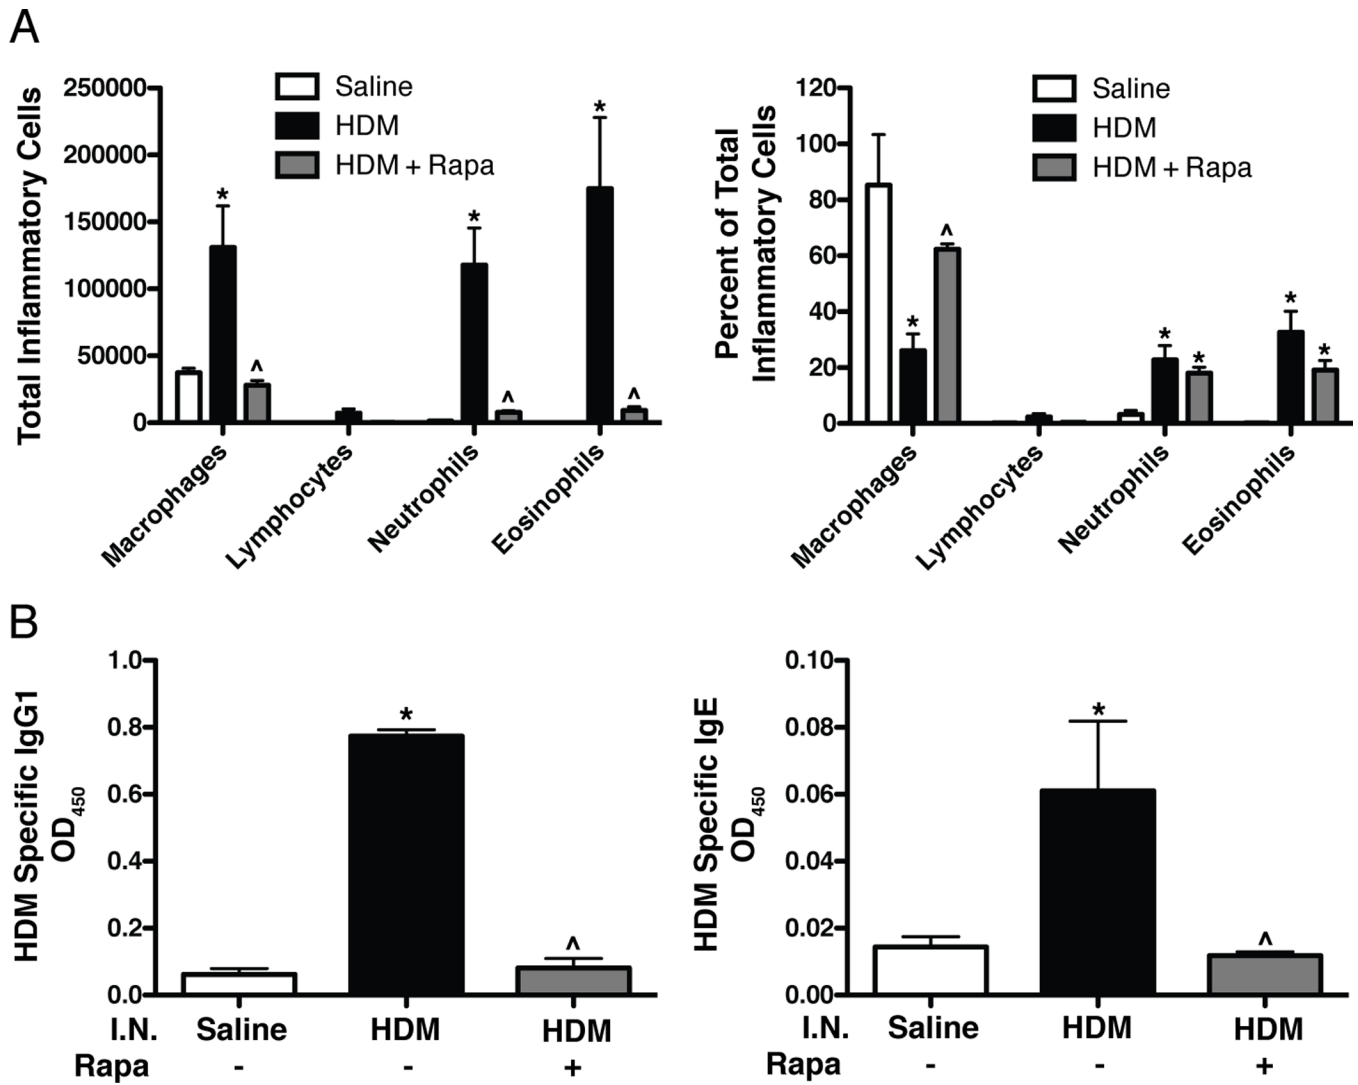 A
Total Inflammatory Cells
250000
200000
150000
100000
50000
0
Saline
HDM
HDM + Rapa
*
*
*
^
^
^
Macrophages
Lymphocytes
Neutrophils
Eosinophils
Percent of Total
Inflammatory Cells
120
100
80
60
40
20
0
Saline
HDM
HDM + Rapa
*
^
*
*
*
*
Macrophages
Lymphocytes
Neutrophils
Eosinophils
B
HDM Specific IgG1
OD450
1.0
0.8
0.6
0.4
0.2
0.0
*
^
I.N. Saline HDM HDM
Rapa - - +
HDM Specific IgE
OD450
0.10
0.08
0.06
0.04
0.02
0.00
*
^
I.N. Saline HDM HDM
Rapa - - +